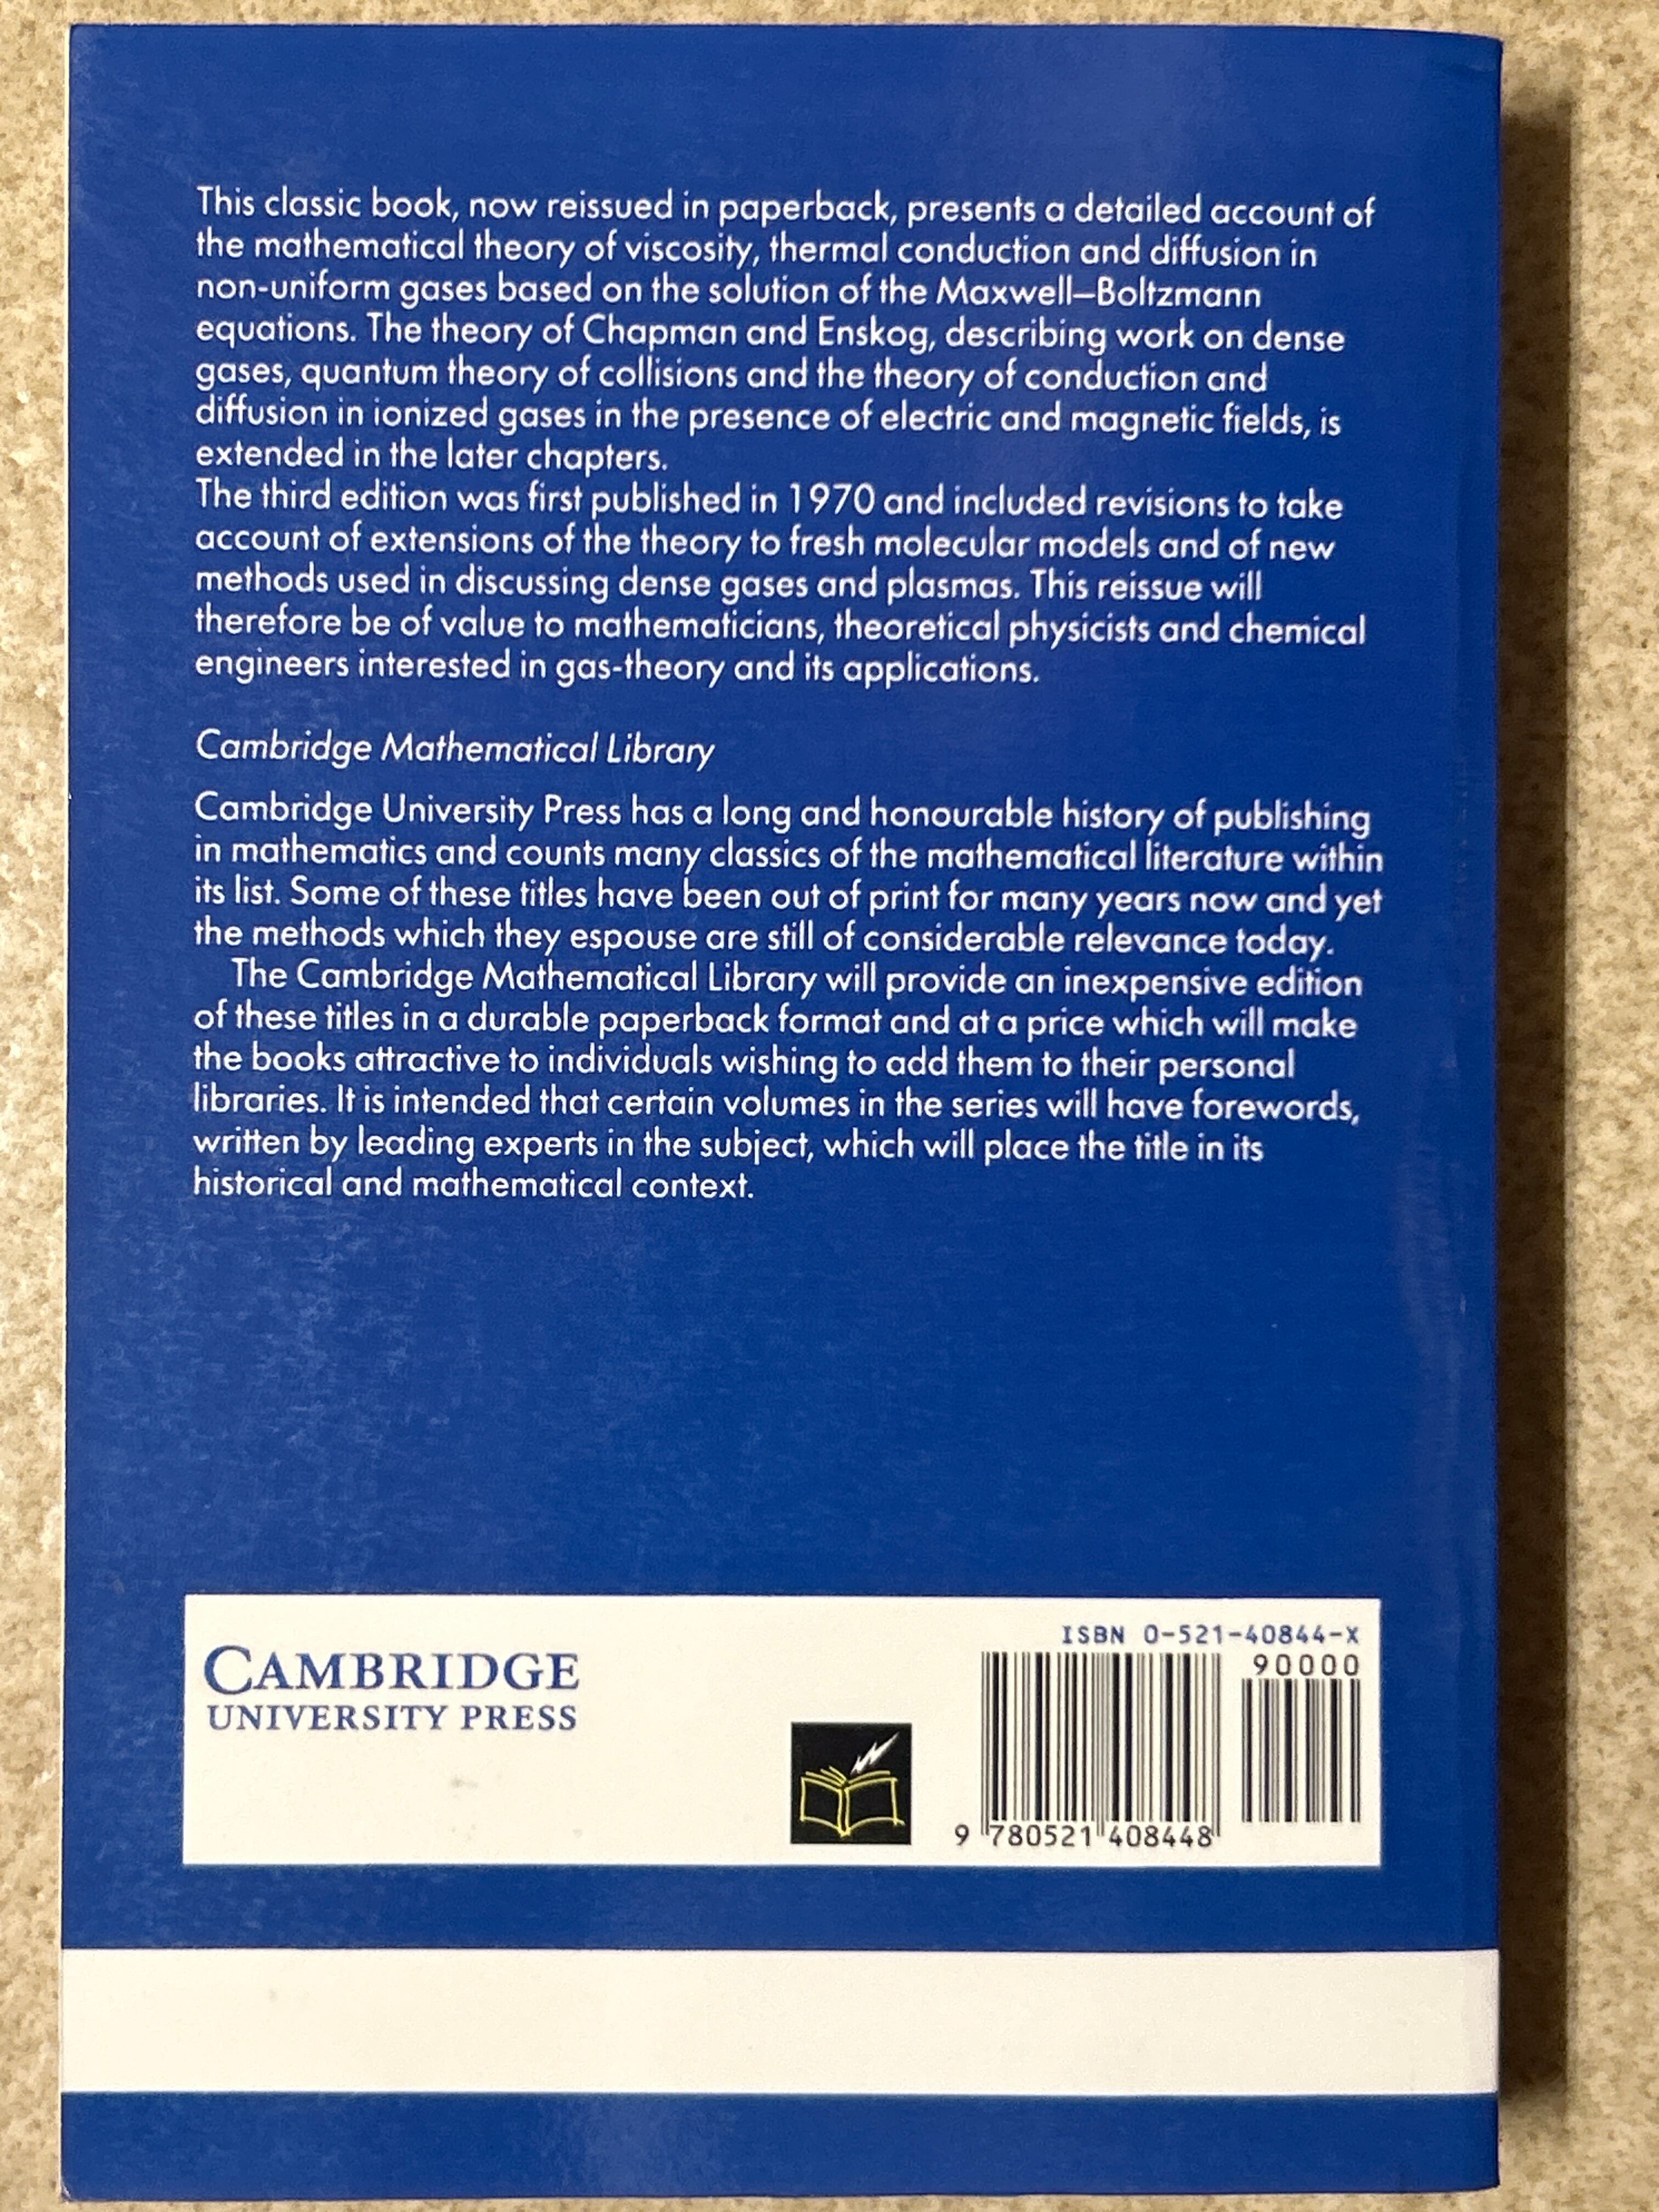 This classic book, now reissued in paperback, presents a detailed account of
the mathematical theory of viscosity, thermal conduction and diffusion in
non-uniform gases based on the solution of the Maxwell–Boltzmann
equations. The theory of Chapman and Enskog, describing work on dense
gases, quantum theory of collisions and the theory of conduction and
diffusion in ionized gases in the presence of electric and magnetic fields, is
extended in the later chapters.
The third edition was first published in 1970 and included revisions to take
account of extensions of the theory to fresh molecular models and of new
methods used in discussing dense gases and plasmas. This reissue will
therefore be of value to mathematicians, theoretical physicists and chemical
engineers interested in gas-theory and its applications.
Cambridge Mathematical Library
Cambridge University Press has a long and honourable history of publishing
in mathematics and counts many classics of the mathematical literature within
its list. Some of these titles have been out of print for many years now and yet
the methods which they espouse are still of considerable relevance today.
The Cambridge Mathematical Library will provide an inexpensive edition
of these titles in a durable paperback format and at a price which will make
the books attractive to individuals wishing to add them to their personal
libraries. It is intended that certain volumes in the series will have forewords,
written by leading experts in the subject, which will place the title in its
historical and mathematical context.
CAMBRIDGE
UNIVERSITY PRESS
ISBN 0-521-40844-X
90000
9 780521 408448